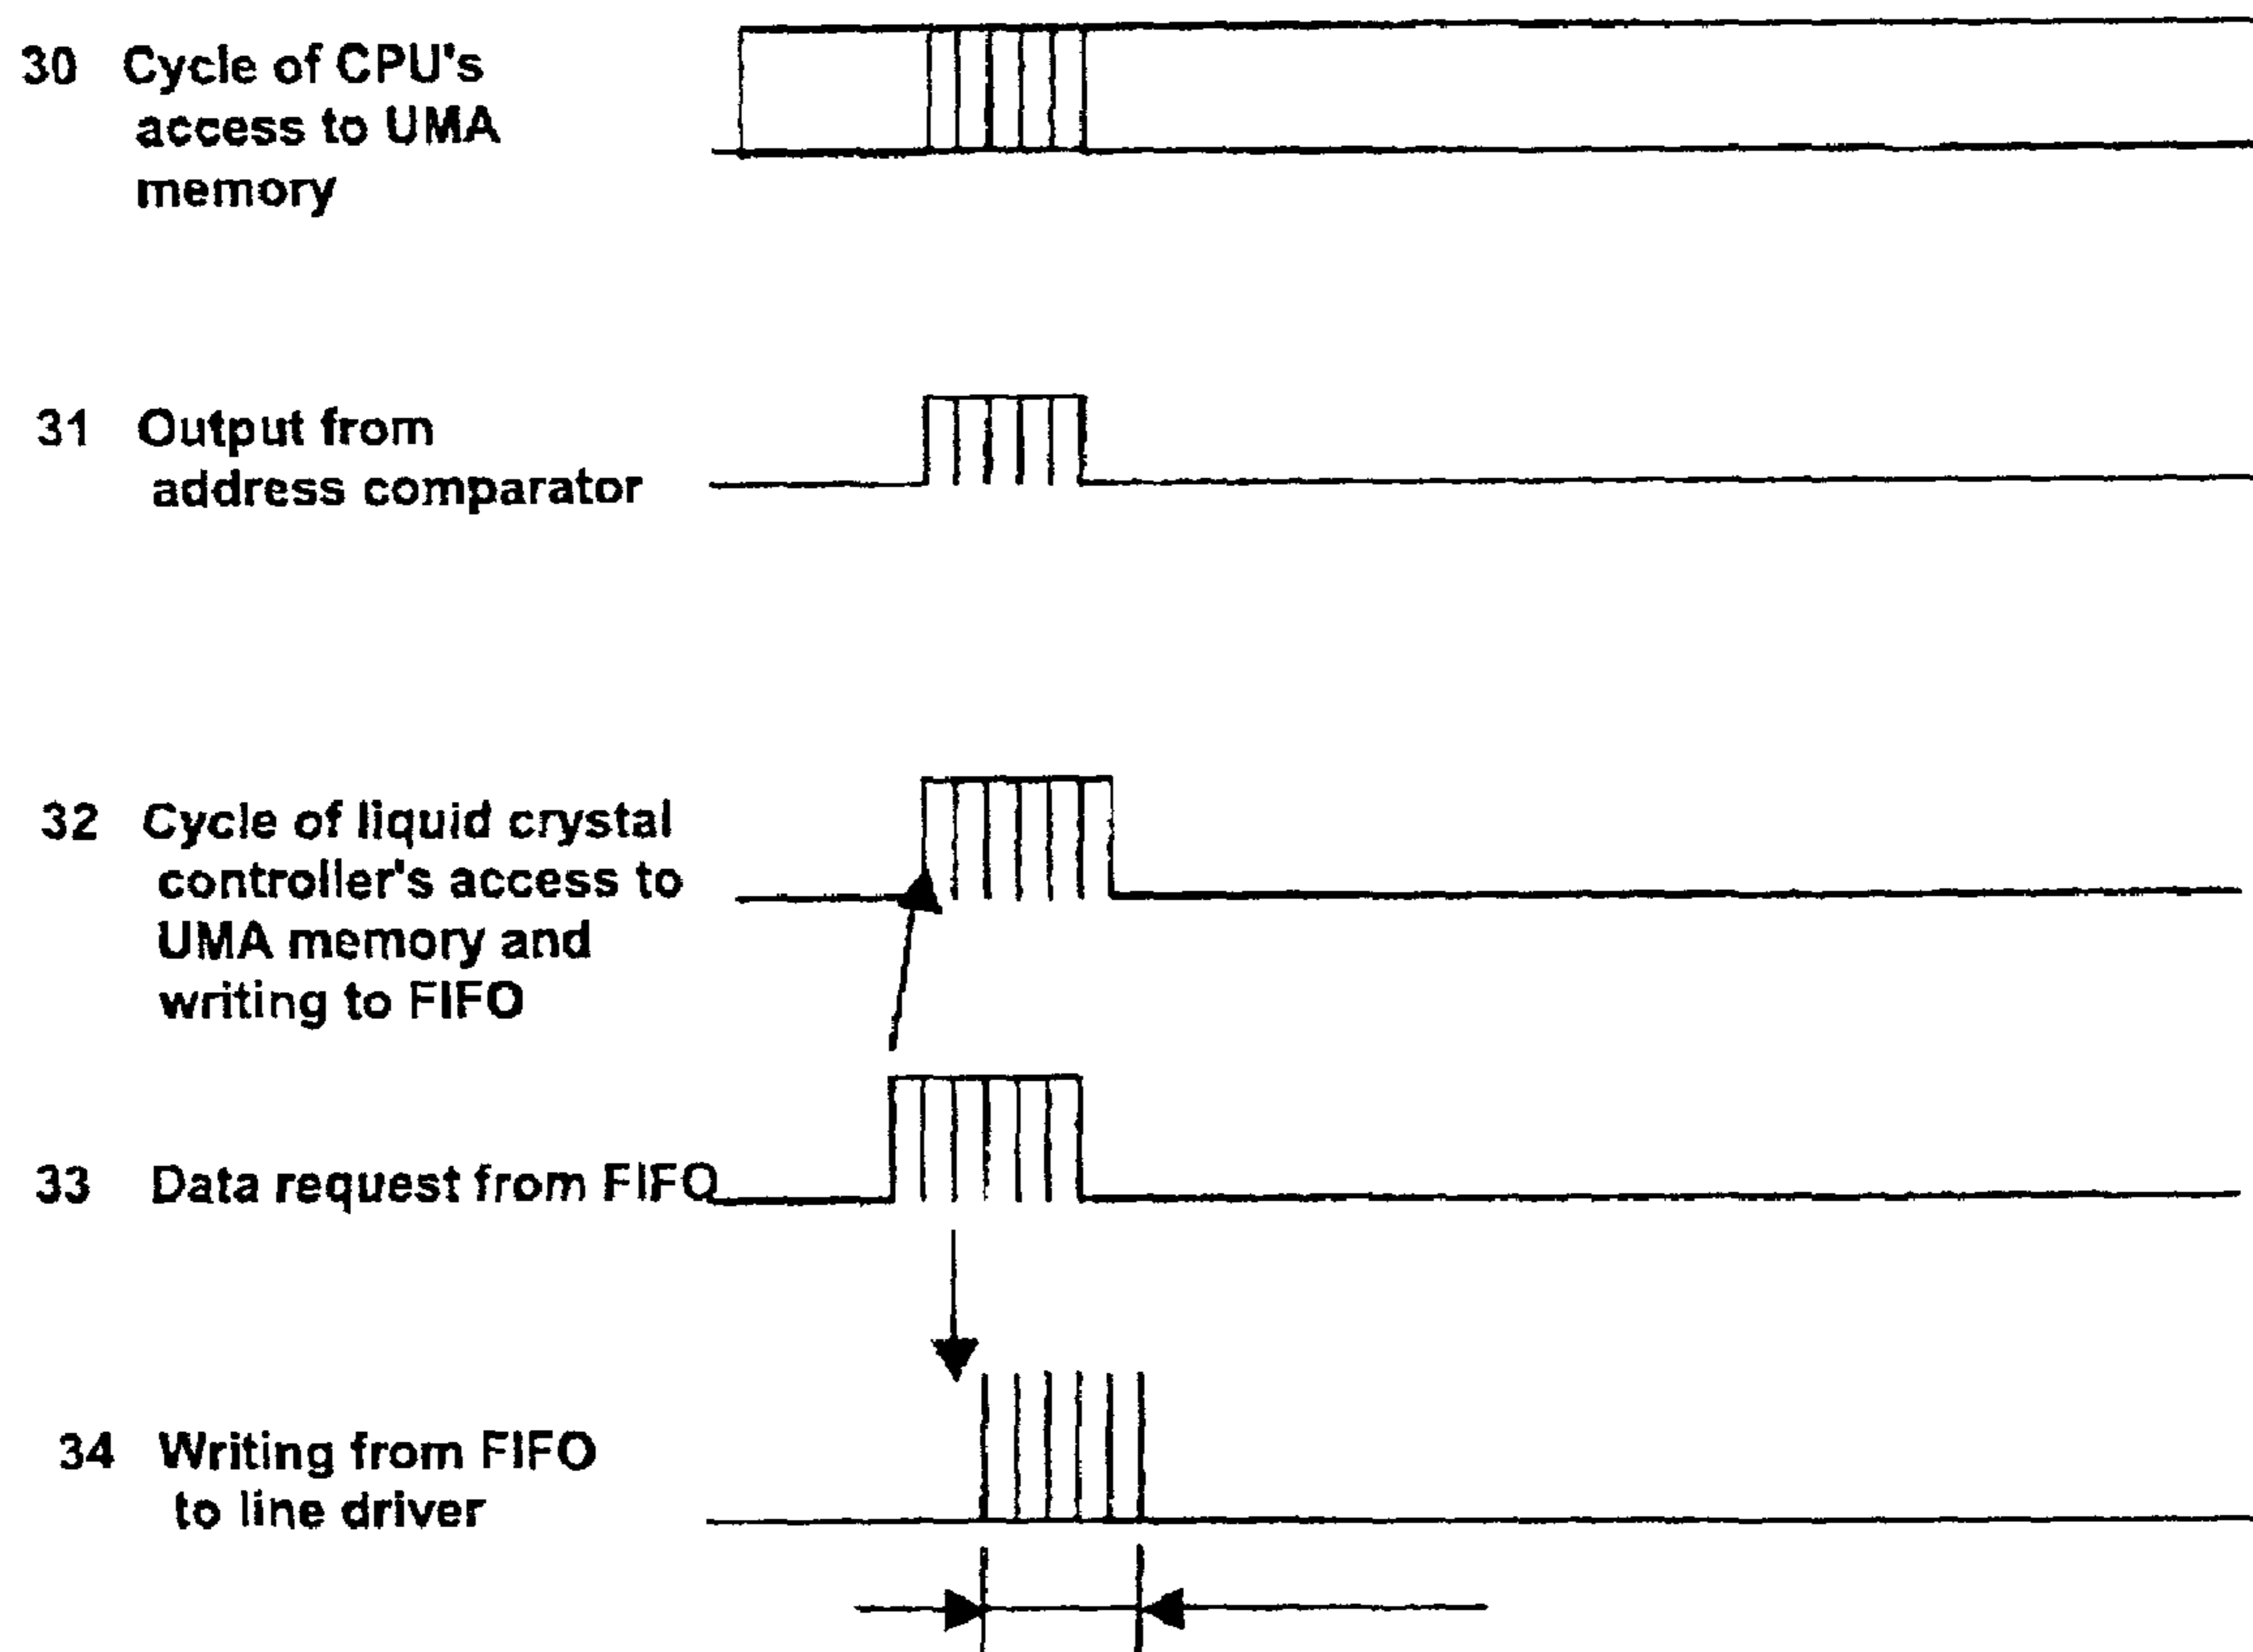 30 Cycle of CPU's
access to UMA
memory
31 Output from
address comparator
32 Cycle of liquid crystal
controller's access to
UMA memory and
writing to FIFO
33 Data request from FIFO
34 Writing from FIFO
to line driver